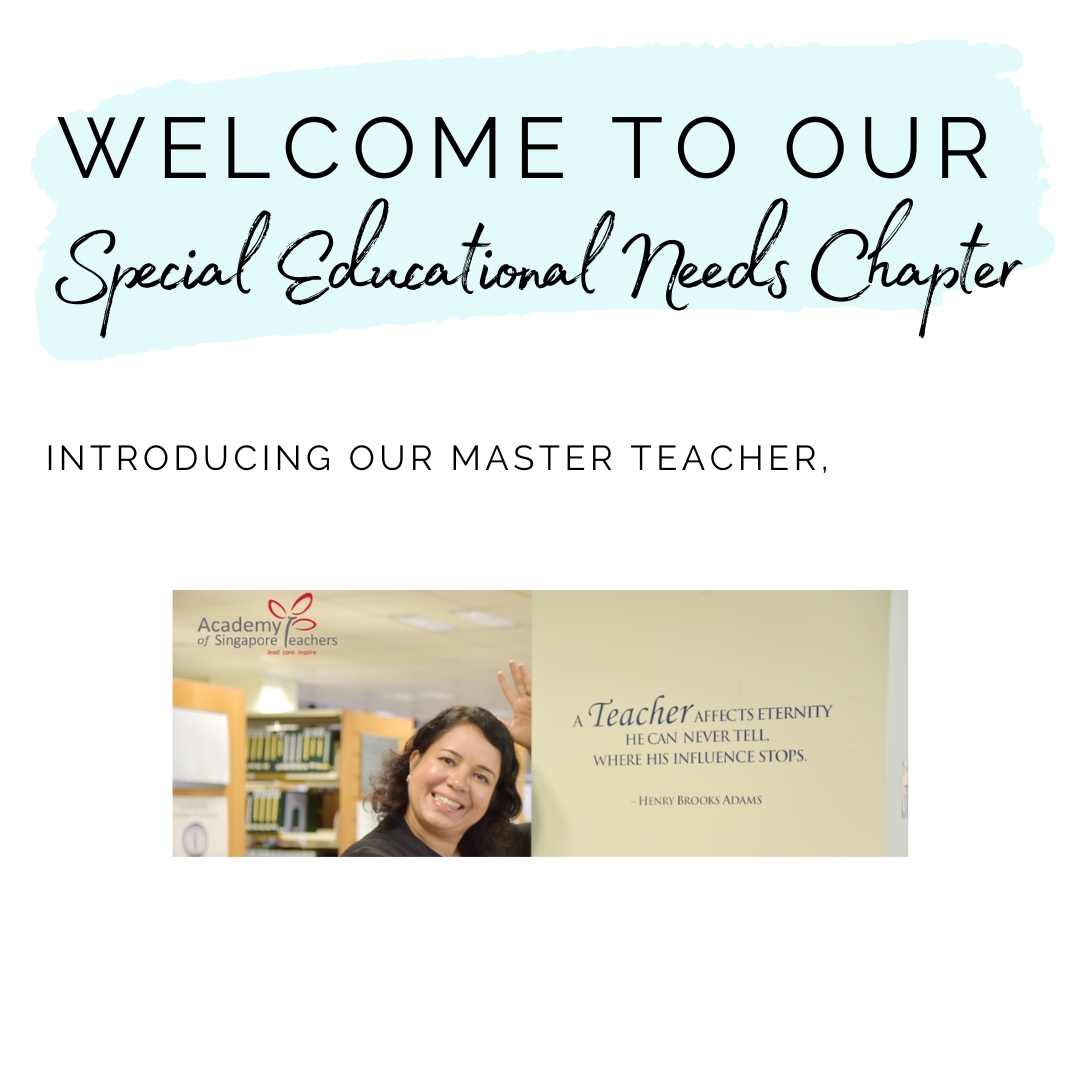 WELCOME TO OUR
Special Educational Needs Chapter
INTRODUCING OUR MASTER TEACHER,
Academy
of Singapore Teachers
lead. care. inspire.
A Teacher AFFECTS ETERNITY
HE CAN NEVER TELL,
WHERE HIS INFLUENCE STOPS.
- HENRY BROOKS ADAMS